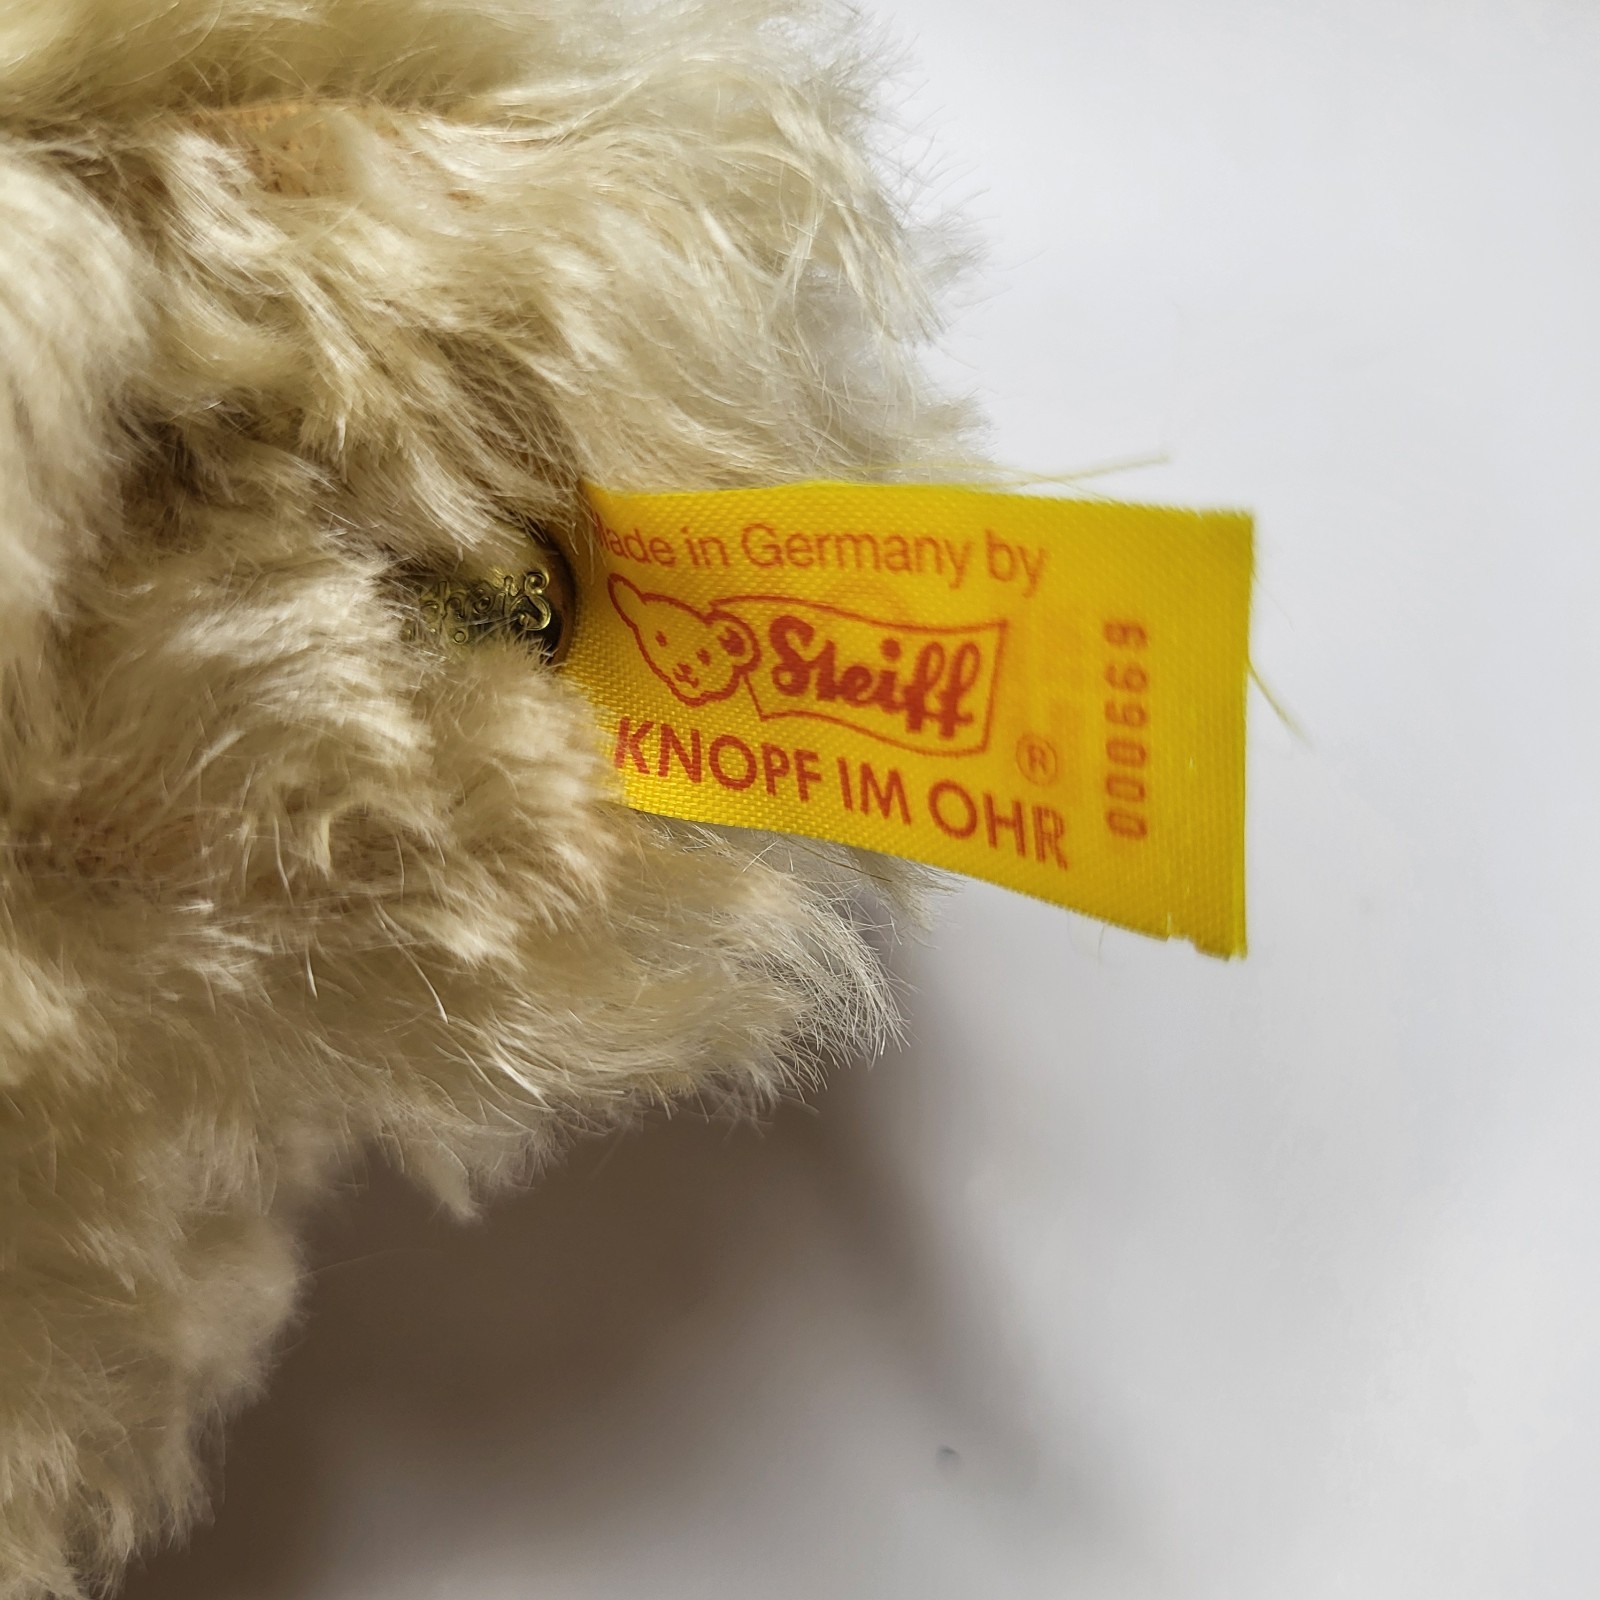 Made in Germany by
Steiff ®
KNOPF IM OHR
000669